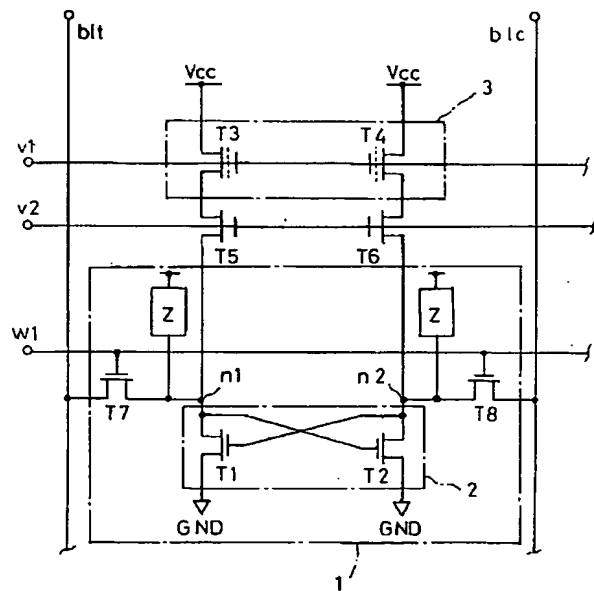 blt
blc
Vcc
Vcc
3
T3
T4
v1
v2
T5
T6
Z
Z
w1
n1
n2
T7
T8
T1
T2
2
GND
GND
1